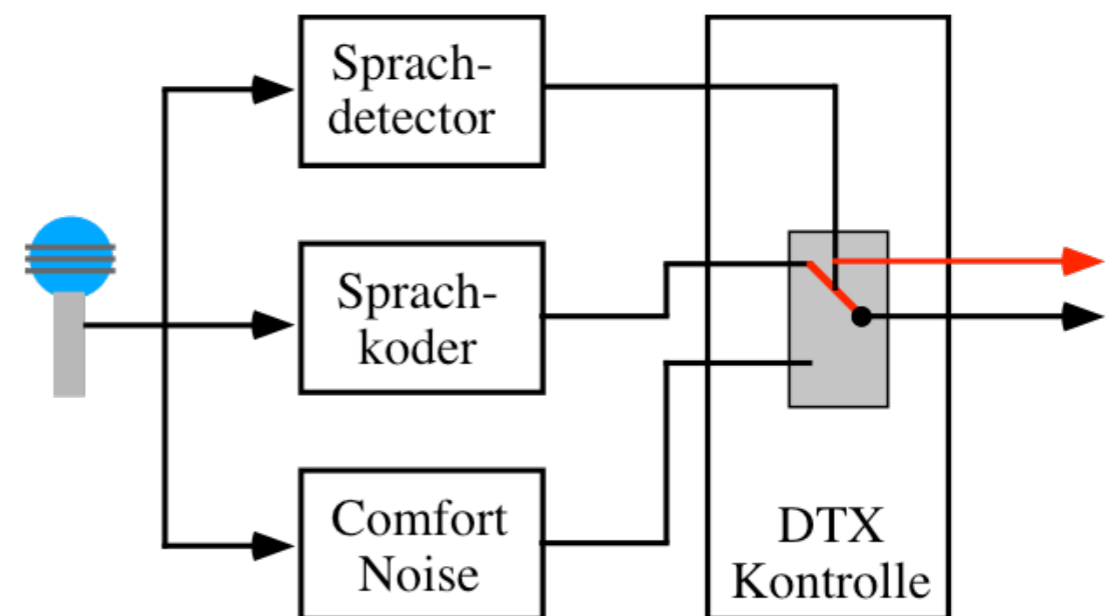 Sprach-
detector
Sprach-
koder
Comfort
Noise
DTX
Kontrolle